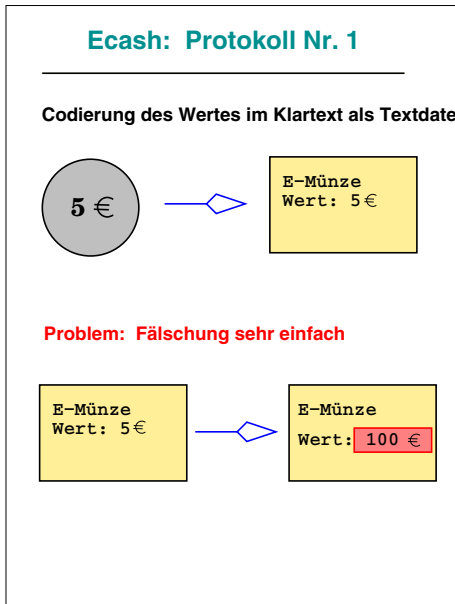 Ecash: Protokoll Nr. 1
Codierung des Wertes im Klartext als Textdate
5 €
E−Münze
Wert: 5 €
Problem: Fälschung sehr einfach
E−Münze
Wert: 5 €
E−Münze
Wert: 100 €